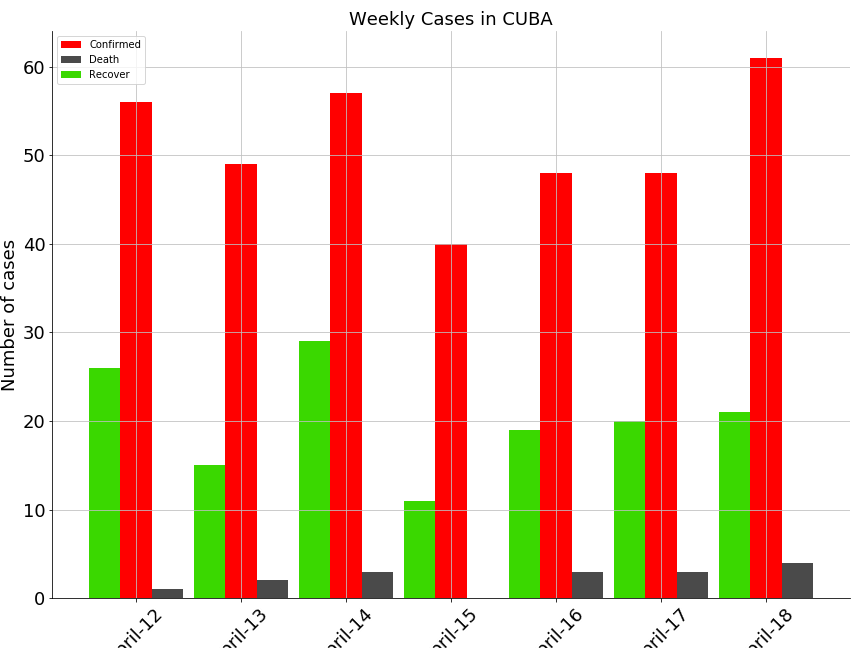 Weekly Cases in CUBA
Confirmed
Death
Recover
Number of cases
60
50
40
30
20
10
0
pril-12
pril-13
pril-14
pril-15
pril-16
pril-17
pril-18